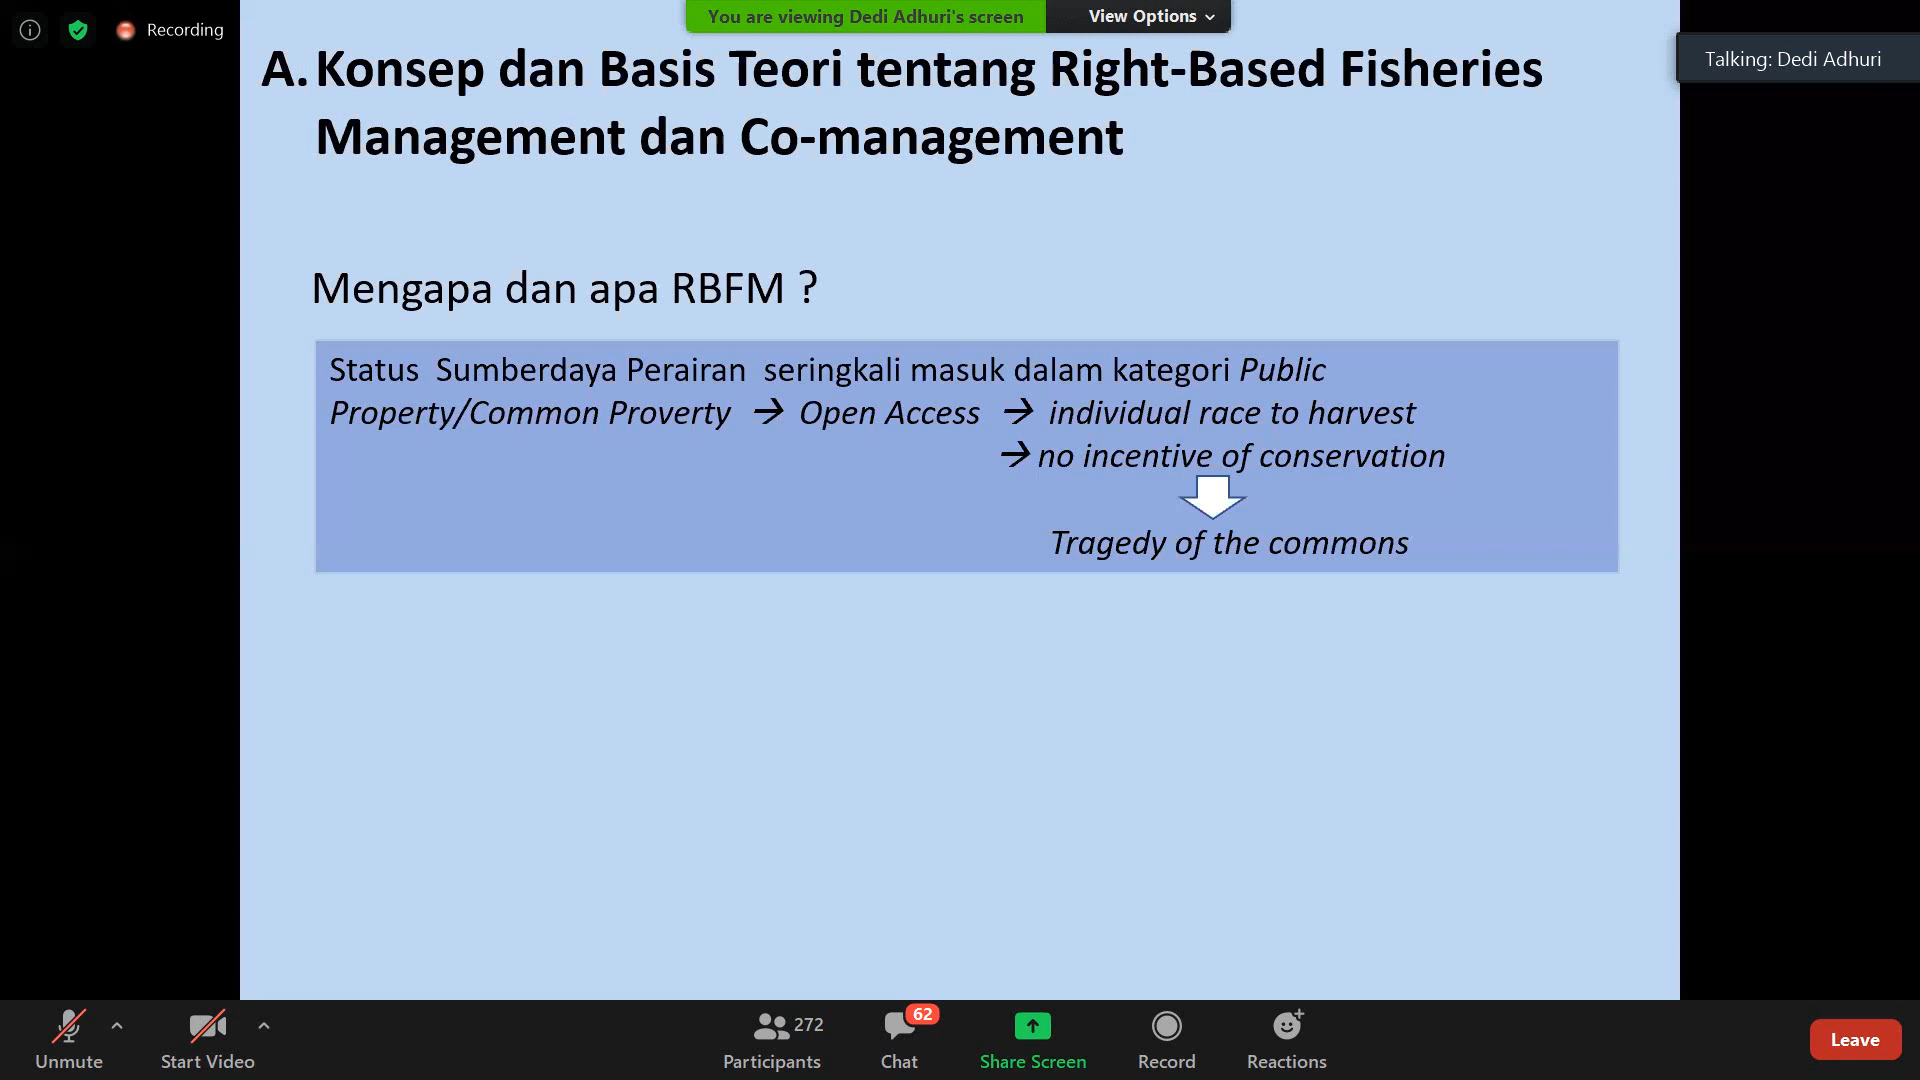 Recording
You are viewing Dedi Adhuri's screen
View Options
Talking: Dedi Adhuri
A. Konsep dan Basis Teori tentang Right-Based Fisheries
Management dan Co-management
Mengapa dan apa RBFM ?
Status Sumberdaya Perairan seringkali masuk dalam kategori Public
Property/Common Proverty → Open Access → individual race to harvest
→ no incentive of conservation
Tragedy of the commons
Unmute
Start Video
272
Participants
62
Chat
Share Screen
Record
Reactions
Leave